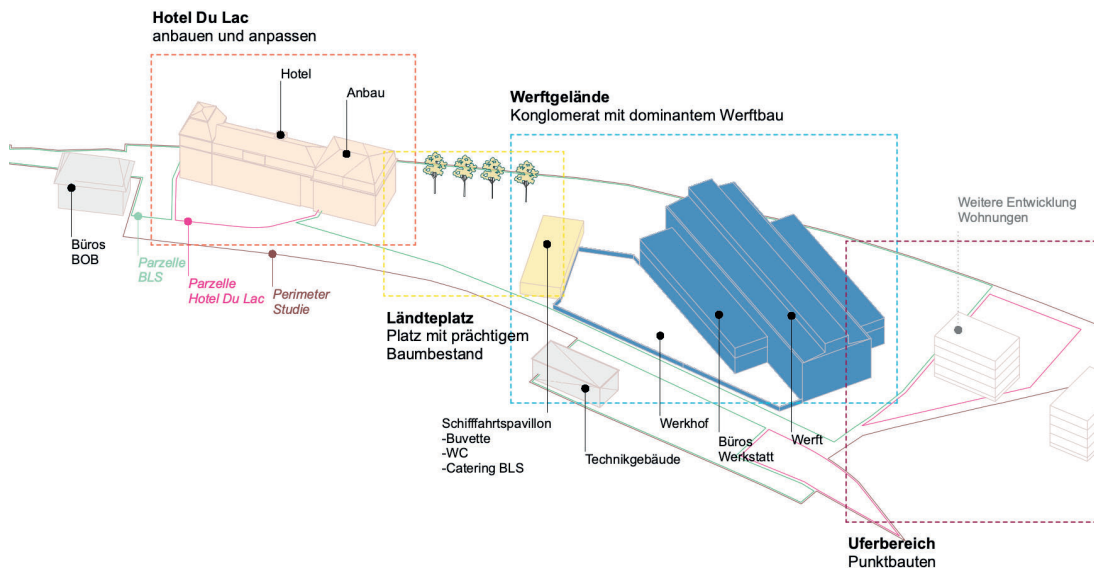 Hotel Du Lac
anbauen und anpassen
Hotel
Anbau
Werftgelände
Konglomerat mit dominantem Werftbau
Weitere Entwicklung
Wohnungen
Büros
BOB
Parzelle
BLS
Parzelle
Hotel Du Lac
Perimeter
Studie
Ländteplatz
Platz mit prächtigem
Baumbestand
Schifffahrtspavillon
-Buvette
-WC
-Catering BLS
Technikgebäude
Werkhof
Büros
Werkstatt
Werft
Uferbereich
Punktbauten